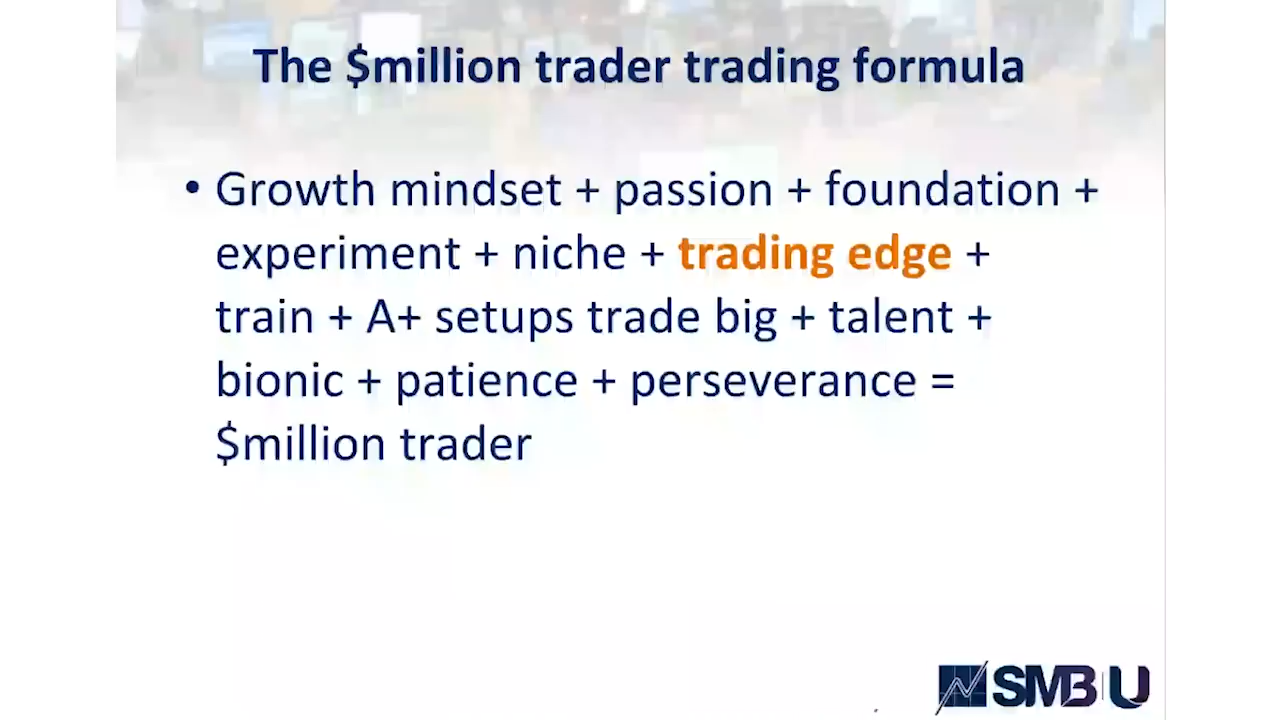 The $million trader trading formula
• Growth mindset + passion + foundation +
experiment + niche + trading edge +
train + A+ setups trade big + talent +
bionic + patience + perseverance =
$million trader
SMB U